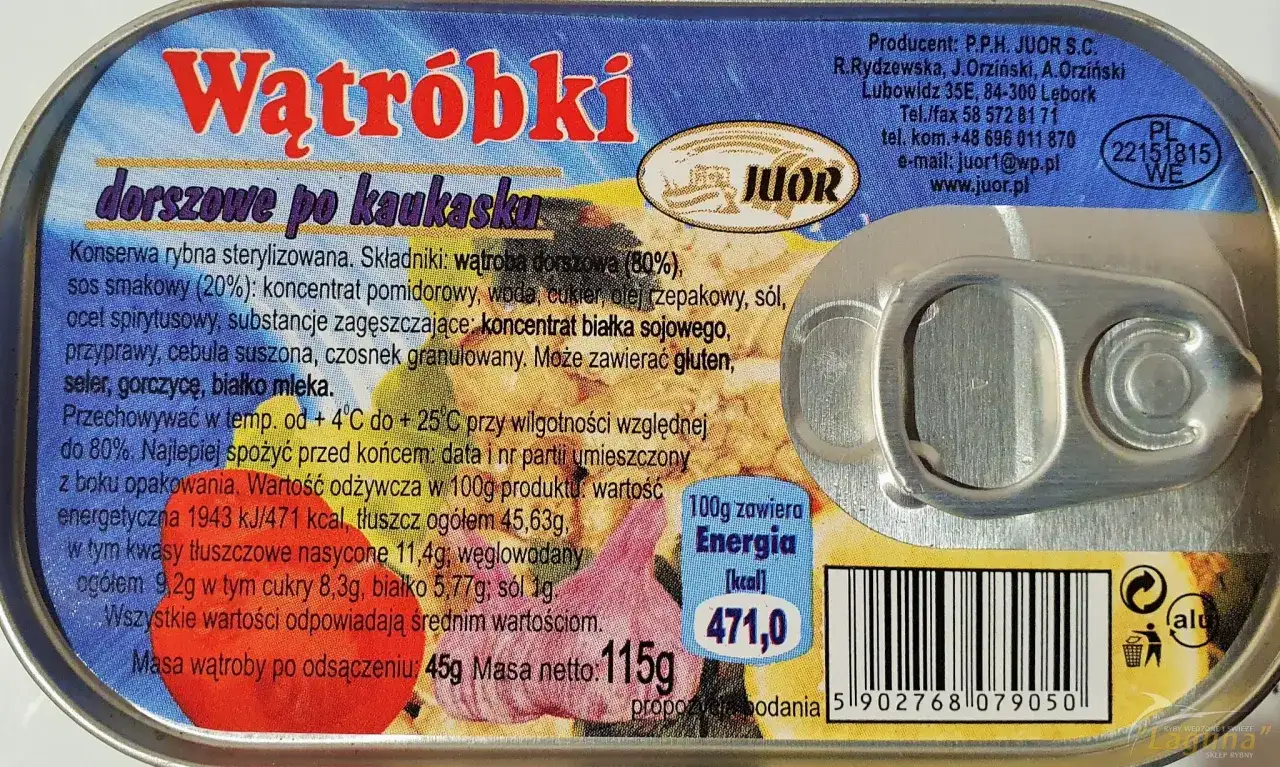 Wątróbki
dorszowe po kaukasku
JUOR
Producent: P.P.H. JUOR S.C.
R.Rydzewska, J.Orziński, A.Orziński
Lubowidz 35E, 84-300 Lębork
Tel./fax 58 572 81 71
tel. kom.+48 696 011 870
e-mail: juor1@wp.pl
www.juor.pl
PL
22151815
WE
Konserwa rybna sterylizowana. Składniki: wątroba dorszowa (80%),
sos smakowy (20%): koncentrat pomidorowy, woda, cukier, olej rzepakowy, sól,
ocet spirytusowy, substancje zagęszczające: koncentrat białka sojowego,
przyprawy, cebula suszona, czosnek granulowany. Może zawierać gluten,
seler, gorczycę, białko mleka.
Przechowywać w temp. od + 4°C do + 25°C przy wilgotności względnej
do 80%. Najlepiej spożyć przed końcem: data i nr partii umieszczony
z boku opakowania. Wartość odżywcza w 100g produktu: wartość
energetyczna 1943 kJ/471 kcal, tłuszcz ogółem 45,63g,
w tym kwasy tłuszczowe nasycone 11,4g; węglowodany
ogółem 9,2g w tym cukry 8,3g, białko 5,77g; sól 1g.
Wszystkie wartości odpowiadają średnim wartościom.
Masa wątroby po odsączeniu: 45g Masa netto: 115g
propozycja podania
100g zawiera
Energia
[kcal]
471,0
5 902768 079050
alu
RYBY WĘDZONE I ŚWIEŻE
"Laguna"
SKLEP RYBNY